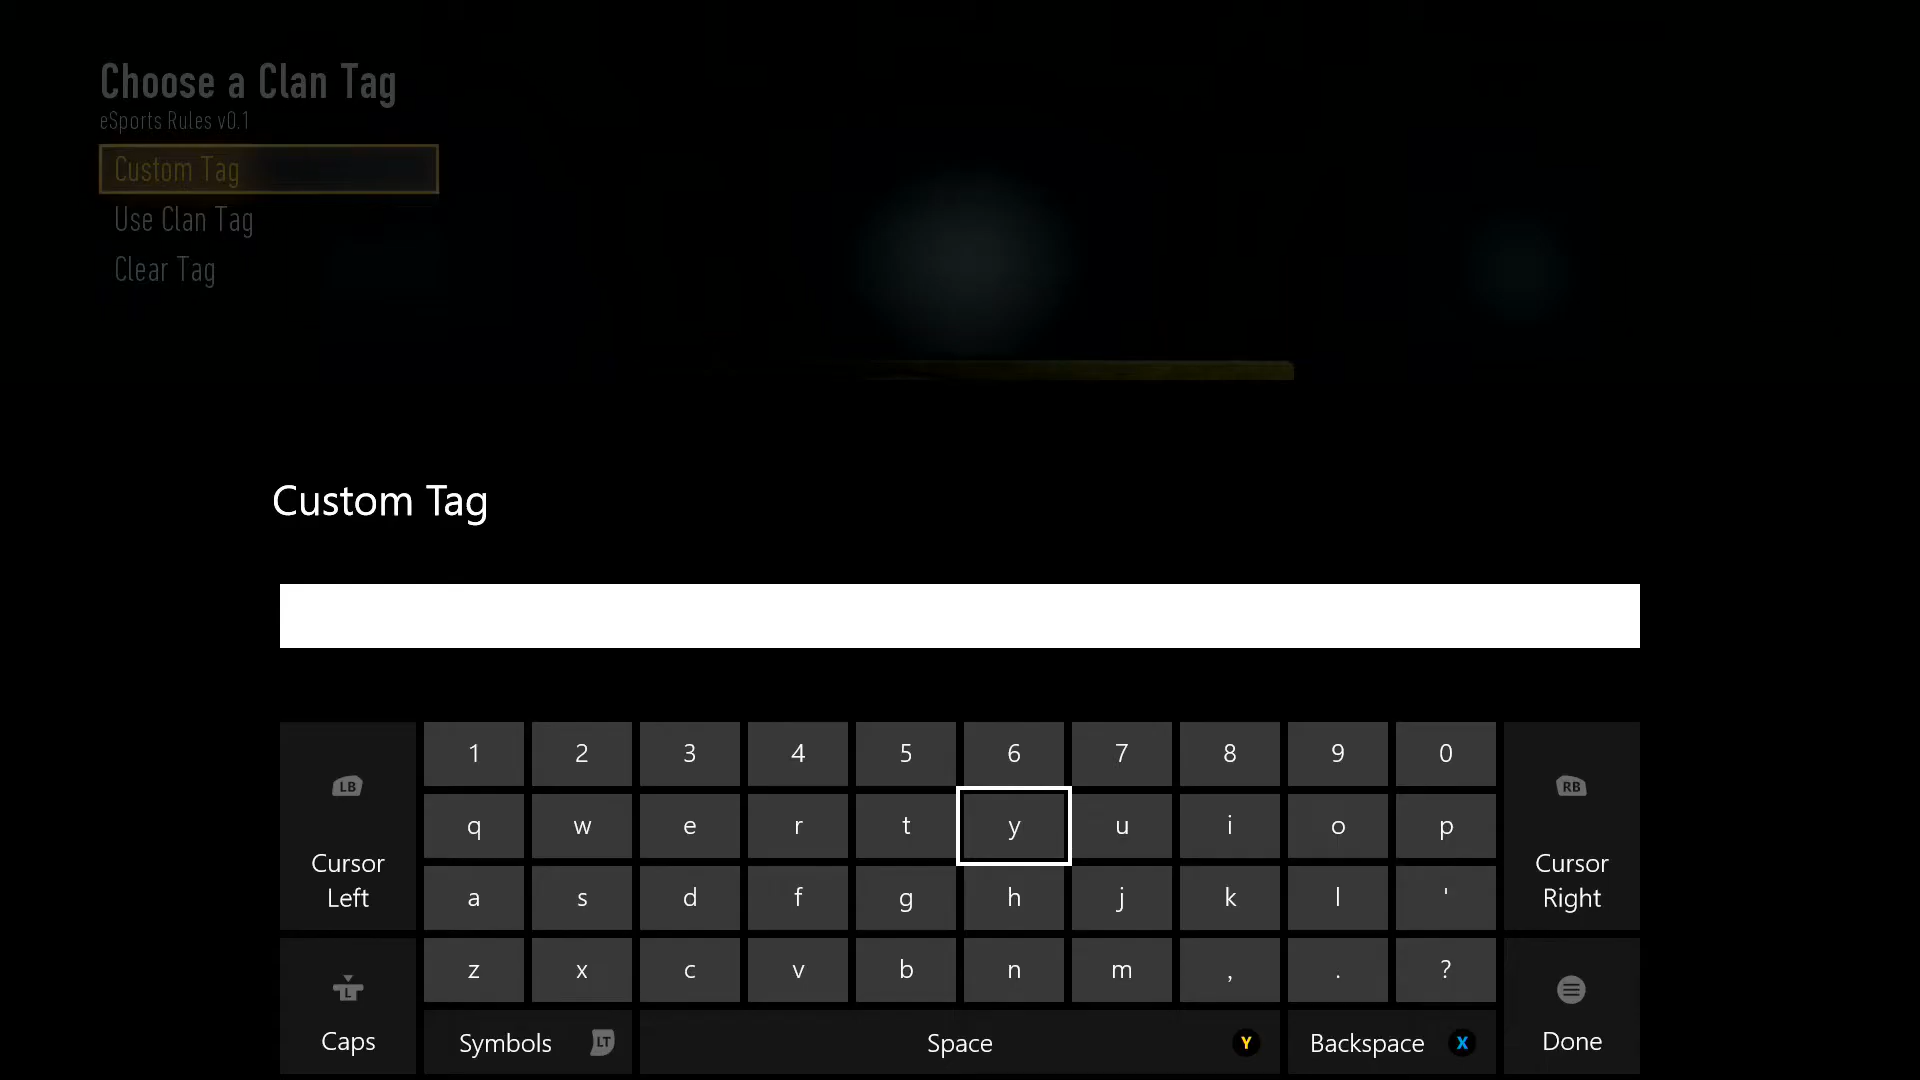 Choose a Clan Tag
eSports Rules v0.1
Custom Tag
Use Clan Tag
Clear Tag
Custom Tag
1 2 3 4 5 6 7 8 9 0
LB RB
q w e r t y u i o p
Cursor Left
Cursor Right
a s d f g h j k l '
z x c v b n m , . ?
L
Caps
Symbols LT
Space Y
Backspace X
Done